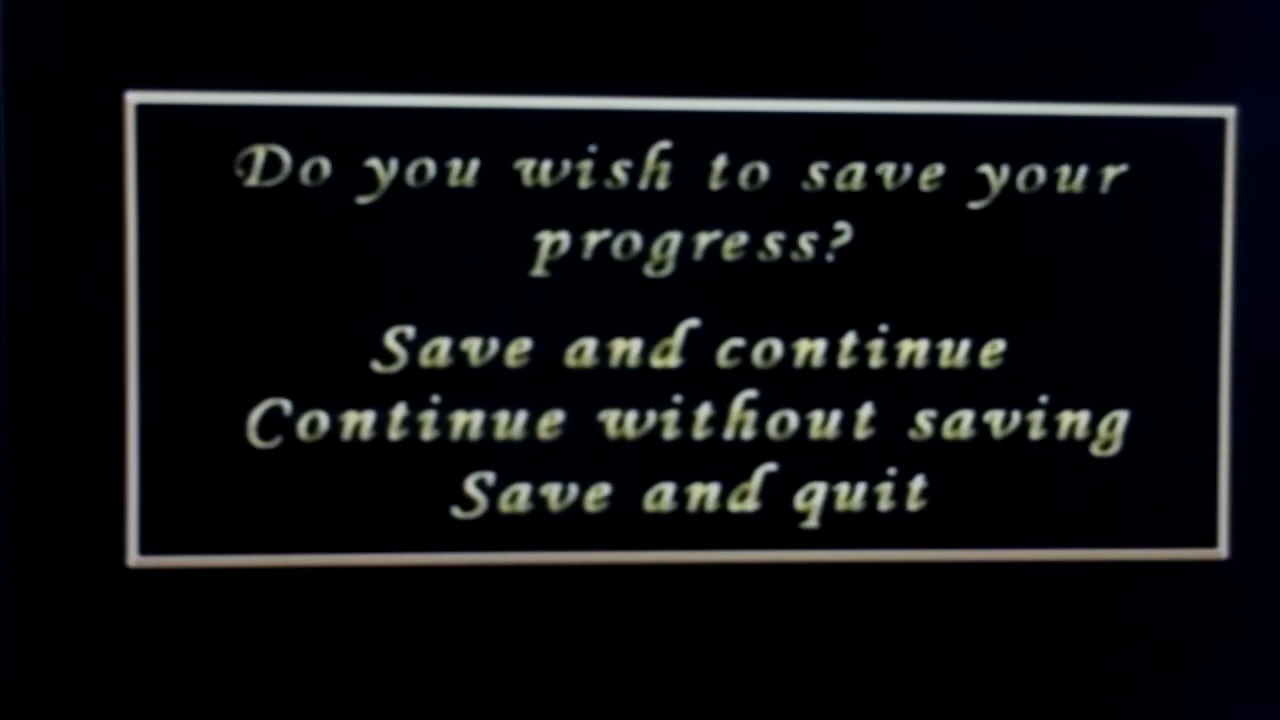 Do you wish to save your
progress?
Save and continue
Continue without saving
Save and quit